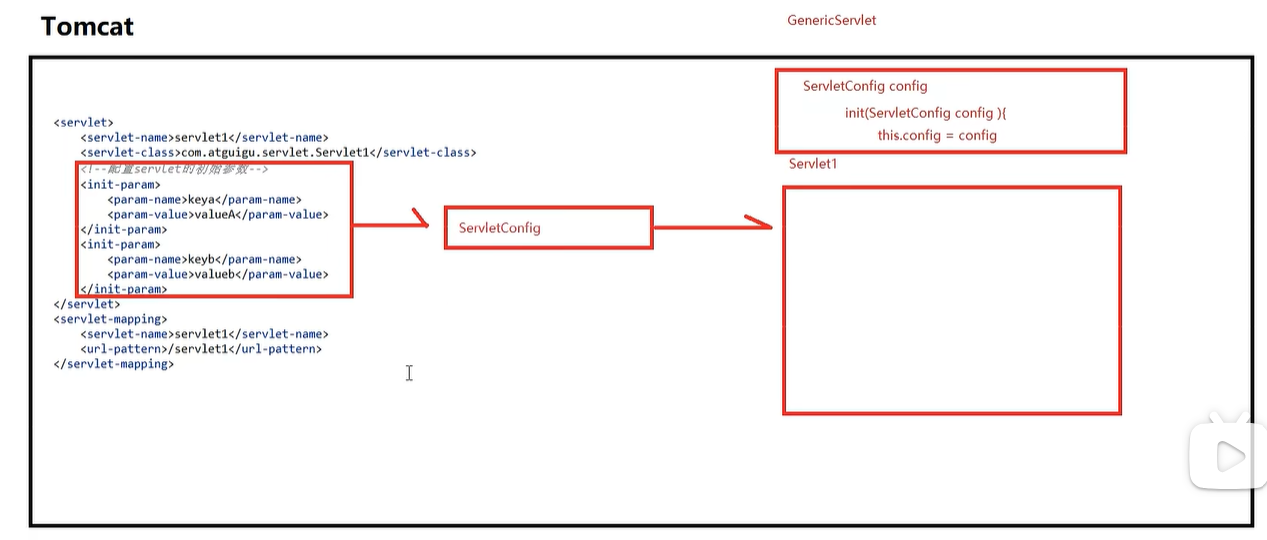 Tomcat
GenericServlet
ServletConfig config
init(ServletConfig config ){
this.config = config
Servlet1
<servlet>
<servlet-name>servlet1</servlet-name>
<servlet-class>com.atguigu.servlet.Servlet1</servlet-class>
<!--配置servlet的初始参数-->
<init-param>
<param-name>keya</param-name>
<param-value>valueA</param-value>
</init-param>
<init-param>
<param-name>keyb</param-name>
<param-value>valueb</param-value>
</init-param>
</servlet>
<servlet-mapping>
<servlet-name>servlet1</servlet-name>
<url-pattern>/servlet1</url-pattern>
</servlet-mapping>
ServletConfig